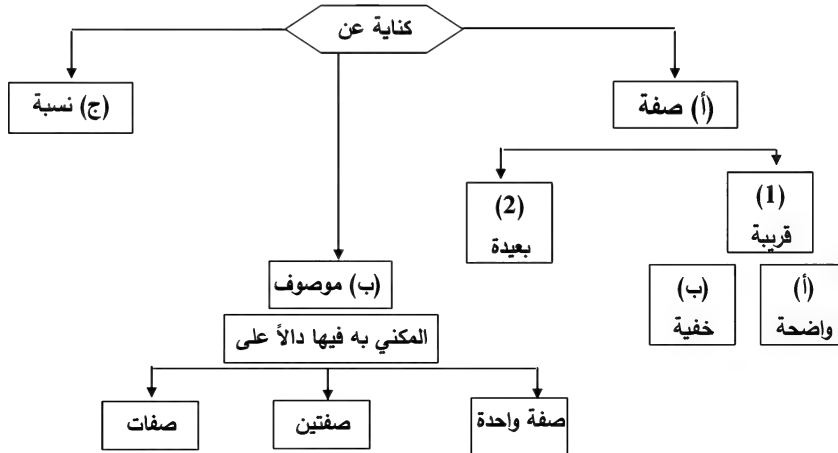 كناية عن
(أ) صفة
(ج) نسبة
(1)
قريبة
(2)
بعيدة
(أ)
واضحة
(ب)
خفية
(ب) موصوف
المكني به فيها دالاً على
صفة واحدة
صفتين
صفات